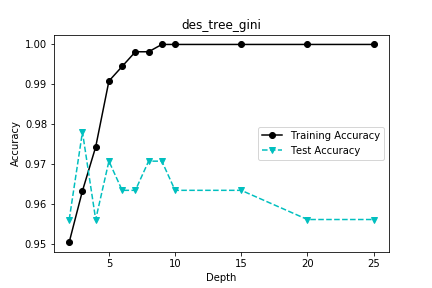 des_tree_gini
1.00
0.99
0.98
0.97
0.96
0.95
Accuracy
Training Accuracy
Test Accuracy
5 10 15 20 25
Depth